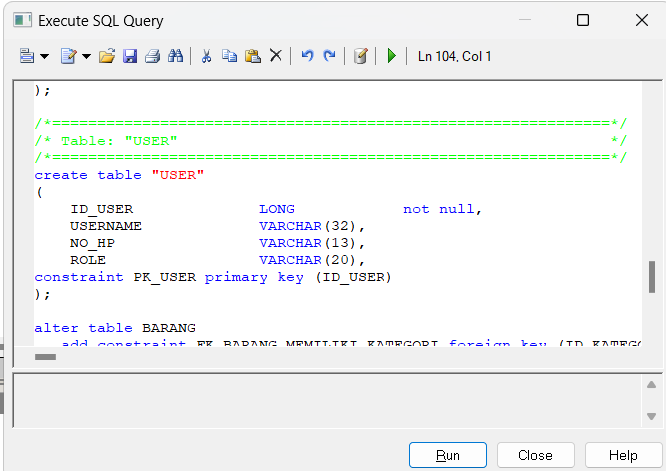 Execute SQL Query
Ln 104, Col 1
);
/*==============================================================*/
/* Table: "USER" */
/*==============================================================*/
create table "USER"
(
ID_USER LONG not null,
USERNAME VARCHAR(32),
NO_HP VARCHAR(13),
ROLE VARCHAR(20),
constraint PK_USER primary key (ID_USER)
);
alter table BARANG
add constraint FK_BARANG_MEMILIKI_KATEGORI foreign key (ID_KATEGO
Run Close Help